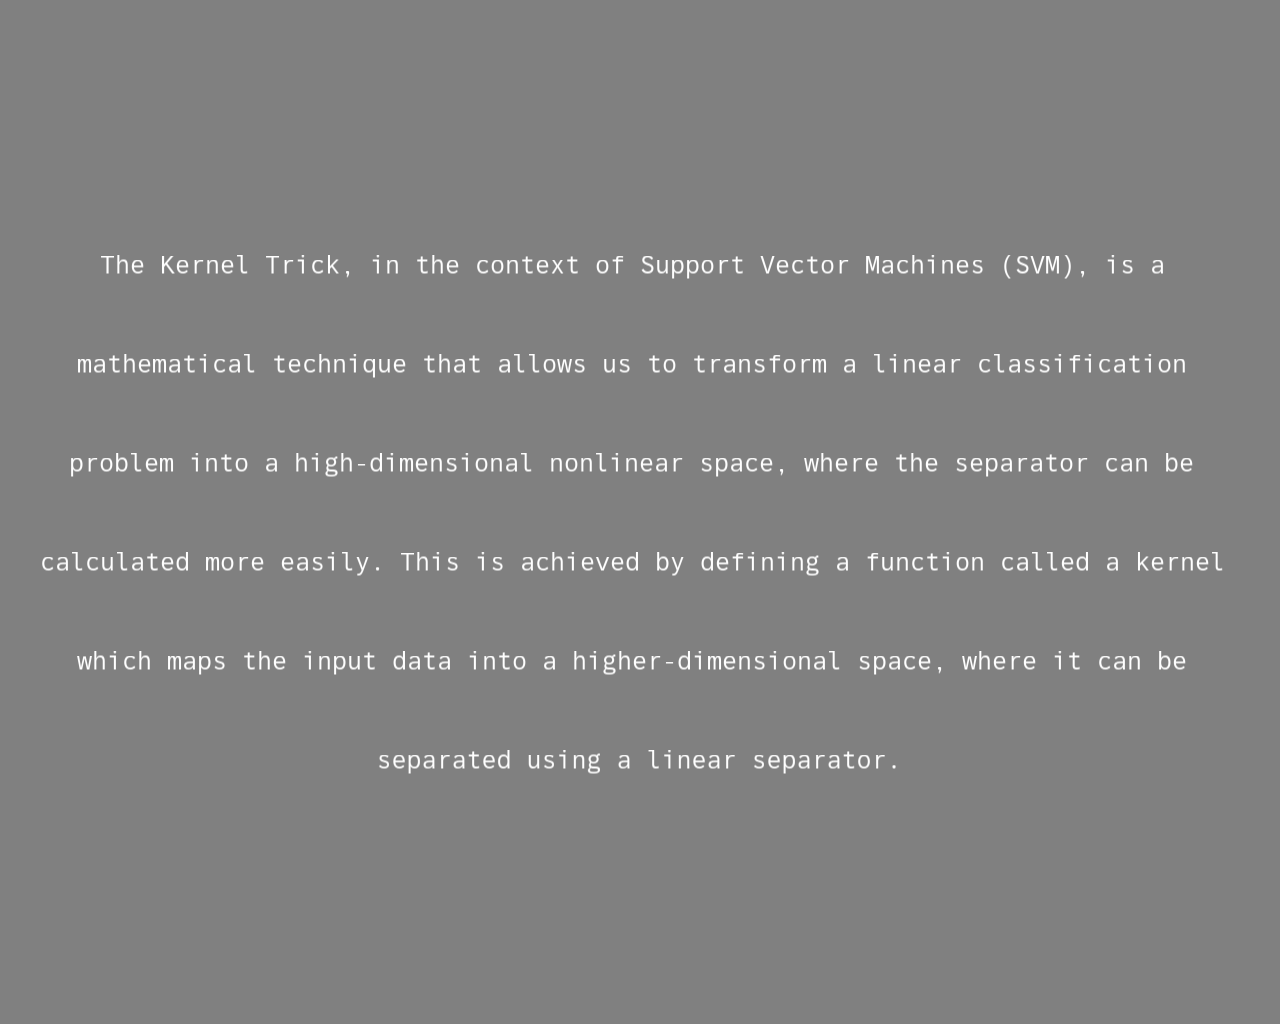 The Kernel Trick, in the context of Support Vector Machines (SVM), is a
mathematical technique that allows us to transform a linear classification
problem into a high-dimensional nonlinear space, where the separator can be
calculated more easily. This is achieved by defining a function called a kernel
which maps the input data into a higher-dimensional space, where it can be
separated using a linear separator.